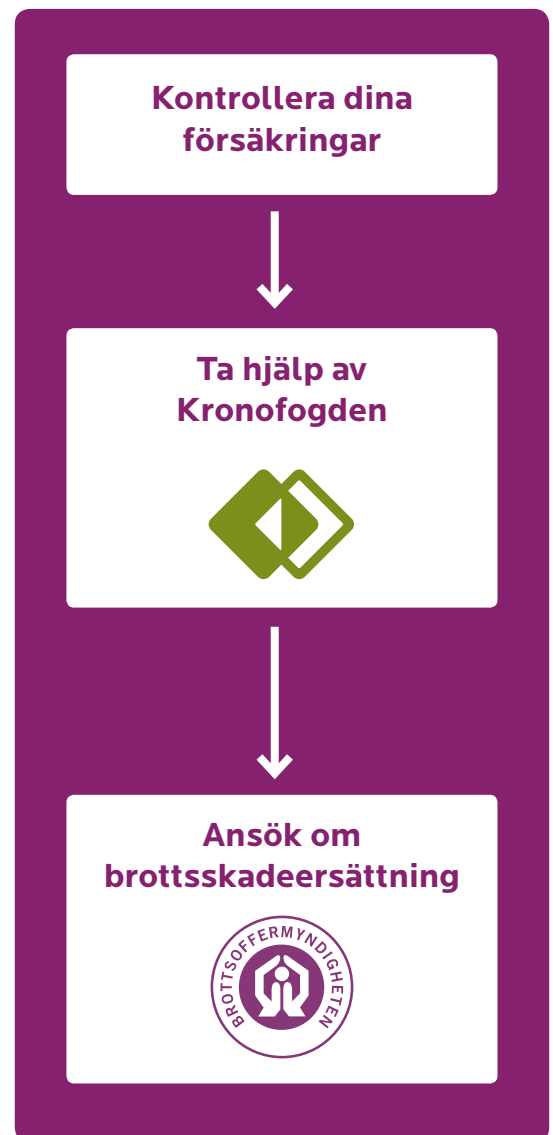 Kontrollera dina
försäkringar
Ta hjälp av
Kronofogden
Ansök om
brottsskadeersättning
BROTTSOFFERMYNDIGHETEN